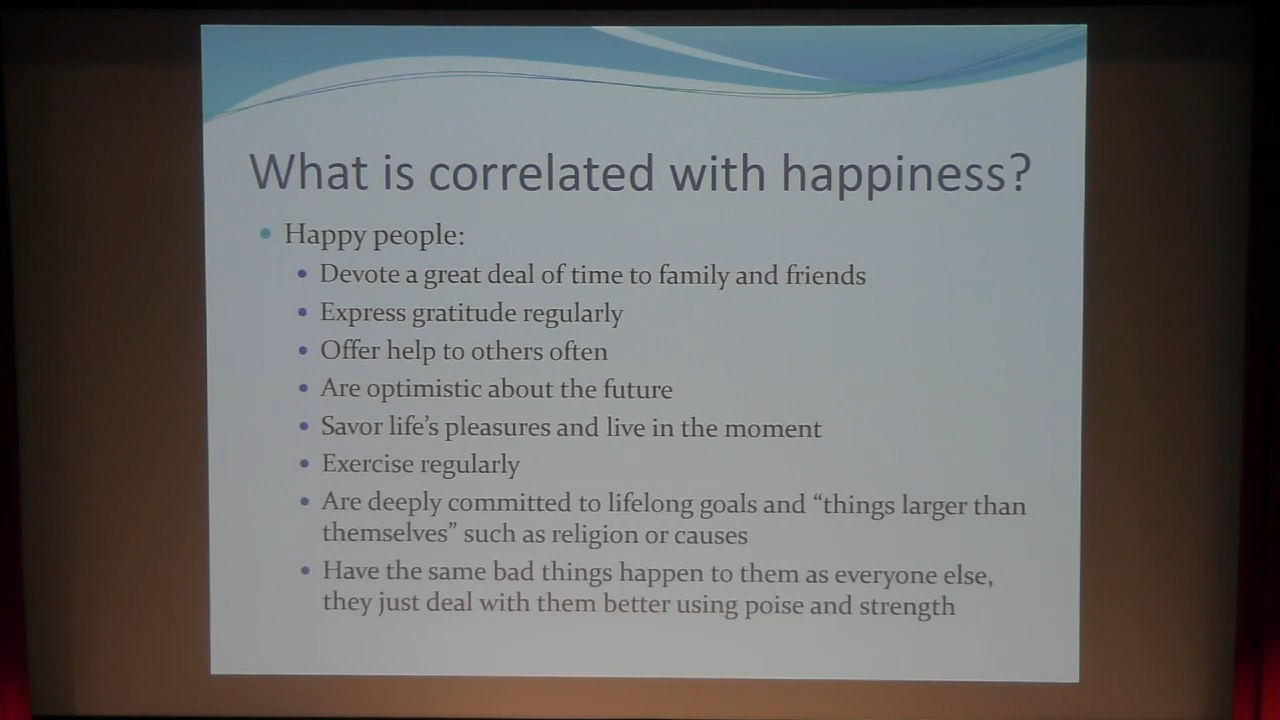 What is correlated with happiness?
Happy people:
Devote a great deal of time to family and friends
Express gratitude regularly
Offer help to others often
Are optimistic about the future
Savor life’s pleasures and live in the moment
Exercise regularly
Are deeply committed to lifelong goals and “things larger than
themselves” such as religion or causes
Have the same bad things happen to them as everyone else,
they just deal with them better using poise and strength